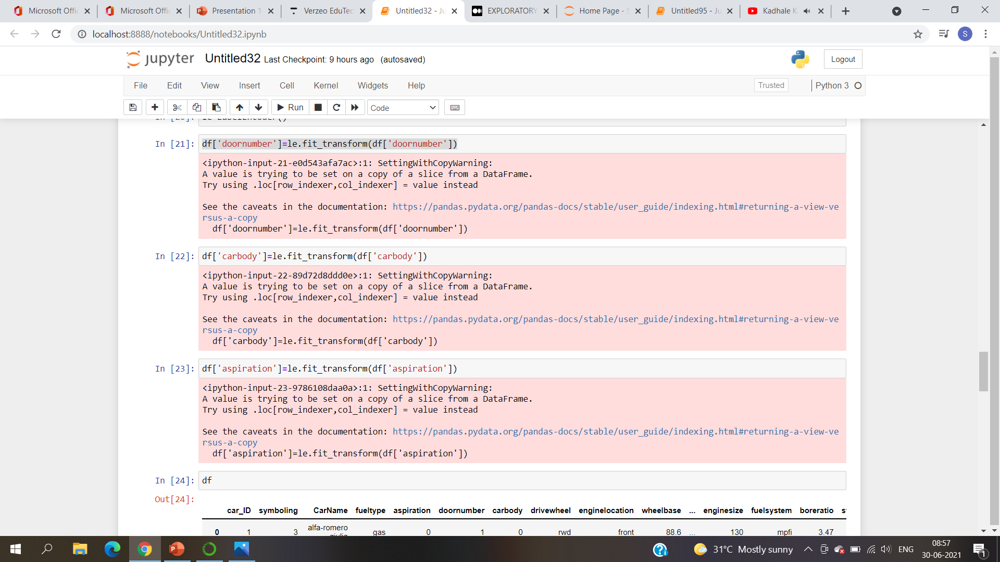 Microsoft Offic
Microsoft Offic
Presentation 1-
Verzeo EduTec
Untitled32 - Ju
EXPLORATORY
Home Page - S
Untitled95 - Ju
Kadhale K
localhost:8888/notebooks/Untitled32.ipynb
S
jupyter Untitled32 Last Checkpoint: 9 hours ago (autosaved)
Logout
File Edit View Insert Cell Kernel Widgets Help
Trusted
Python 3
Run
Code
In [21]: df['doornumber']=le.fit_transform(df['doornumber'])
<ipython-input-21-e0d543afa7ac>:1: SettingWithCopyWarning:
A value is trying to be set on a copy of a slice from a DataFrame.
Try using .loc[row_indexer,col_indexer] = value instead
See the caveats in the documentation: https://pandas.pydata.org/pandas-docs/stable/user_guide/indexing.html#returning-a-view-ve
rsus-a-copy
df['doornumber']=le.fit_transform(df['doornumber'])
In [22]: df['carbody']=le.fit_transform(df['carbody'])
<ipython-input-22-89d72d8ddd0e>:1: SettingWithCopyWarning:
A value is trying to be set on a copy of a slice from a DataFrame.
Try using .loc[row_indexer,col_indexer] = value instead
See the caveats in the documentation: https://pandas.pydata.org/pandas-docs/stable/user_guide/indexing.html#returning-a-view-ve
rsus-a-copy
df['carbody']=le.fit_transform(df['carbody'])
In [23]: df['aspiration']=le.fit_transform(df['aspiration'])
<ipython-input-23-9786108daa0a>:1: SettingWithCopyWarning:
A value is trying to be set on a copy of a slice from a DataFrame.
Try using .loc[row_indexer,col_indexer] = value instead
See the caveats in the documentation: https://pandas.pydata.org/pandas-docs/stable/user_guide/indexing.html#returning-a-view-ve
rsus-a-copy
df['aspiration']=le.fit_transform(df['aspiration'])
In [24]: df
Out[24]:
car_ID symboling CarName fueltype aspiration doornumber carbody drivewheel enginelocation wheelbase ... enginesize fuelsystem boreratio
0 1 3 alfa-romero gas 0 1 0 rwd front 88.6 ... 130 mpfi 3.47
31°C Mostly sunny
ENG
08:57
30-06-2021
1